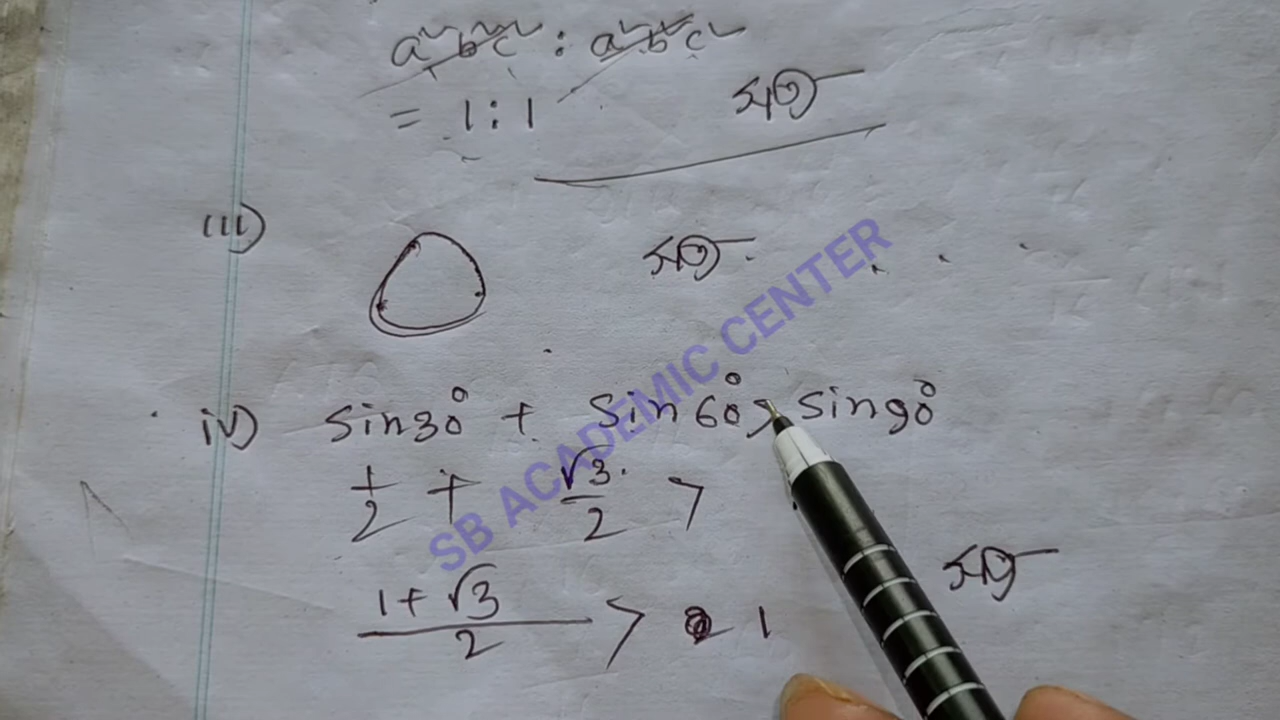 a²b²c² : a²b²c²
= 1:1 সত্য
iii) সত্য
iv) sin30° + sin60° > sin90°
1/2 + √3/2 >
(1+√3)/2 > 1 সত্য
SB ACADEMIC CENTER